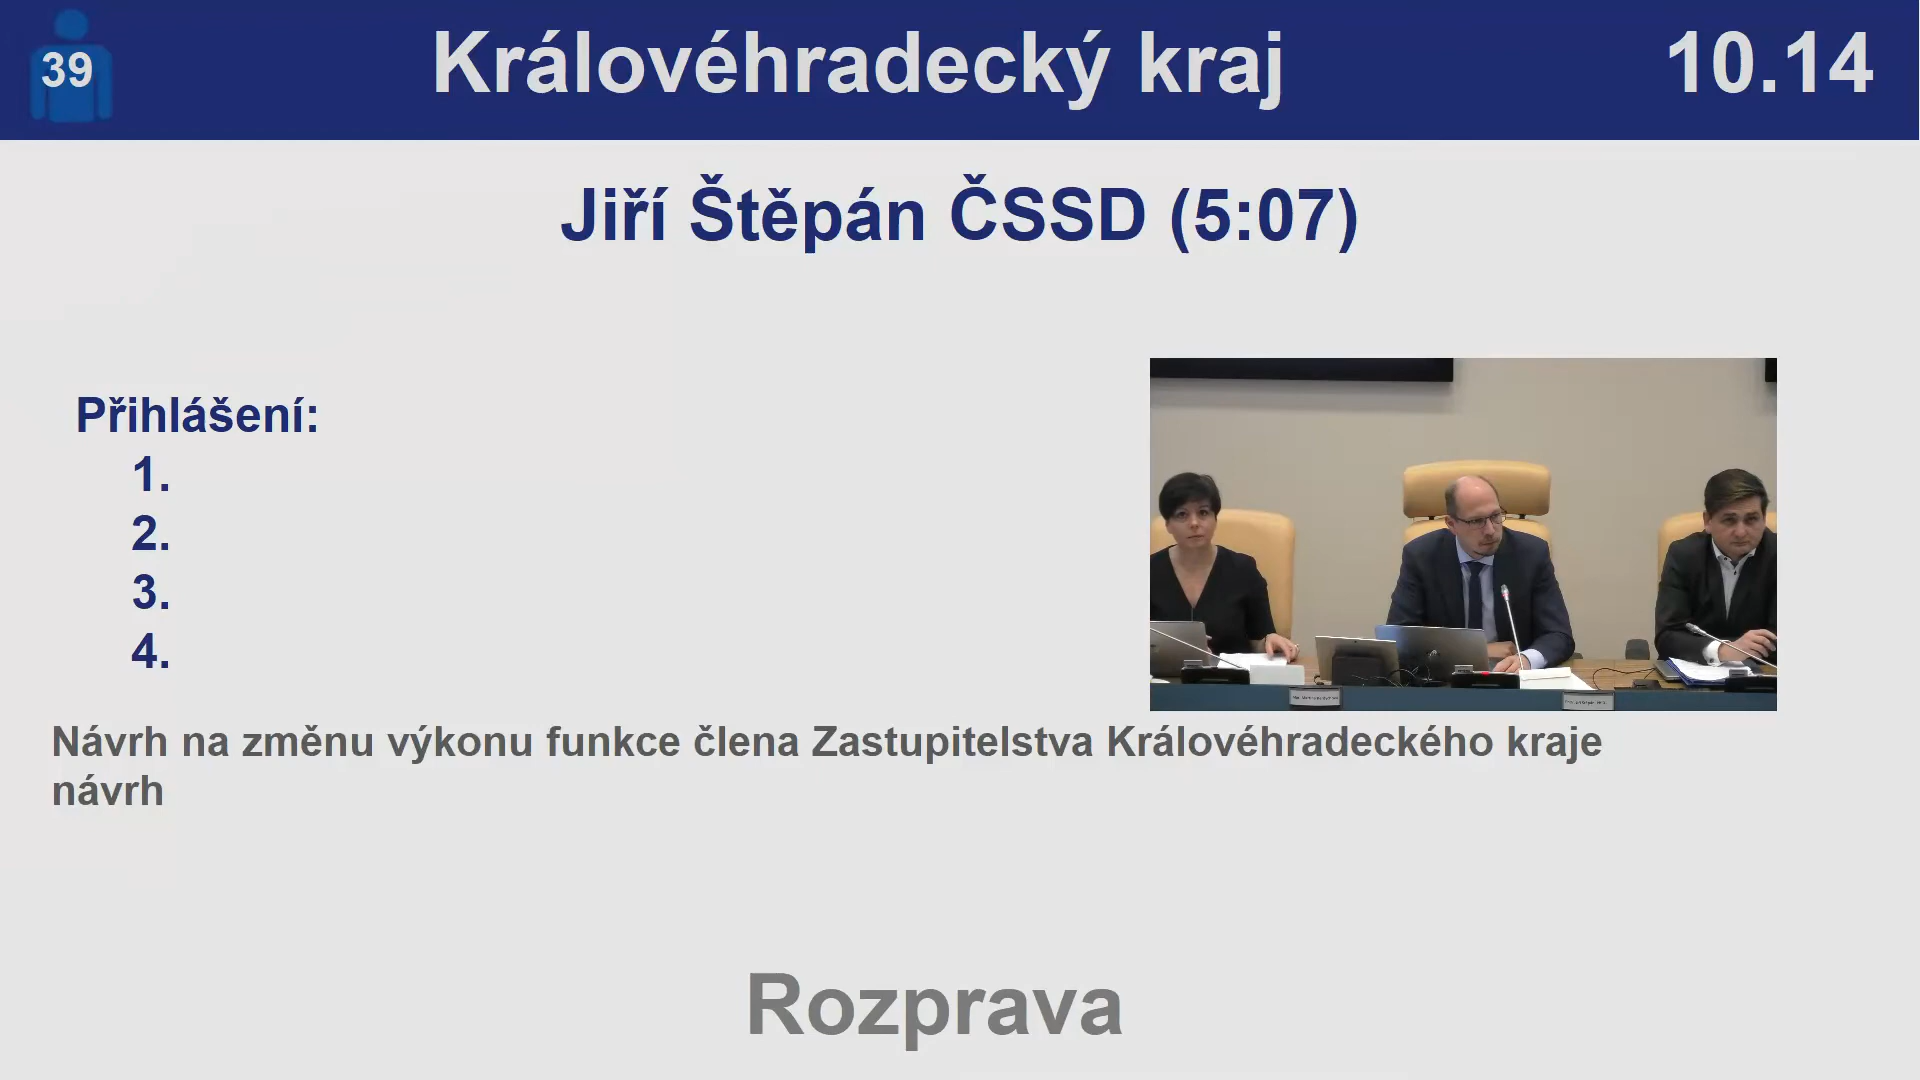 39
Královéhradecký kraj
10.14
Jiří Štěpán ČSSD (5:07)
Přihlášení:
1.
2.
3.
4.
Návrh na změnu výkonu funkce člena Zastupitelstva Královéhradeckého kraje
návrh
Rozprava